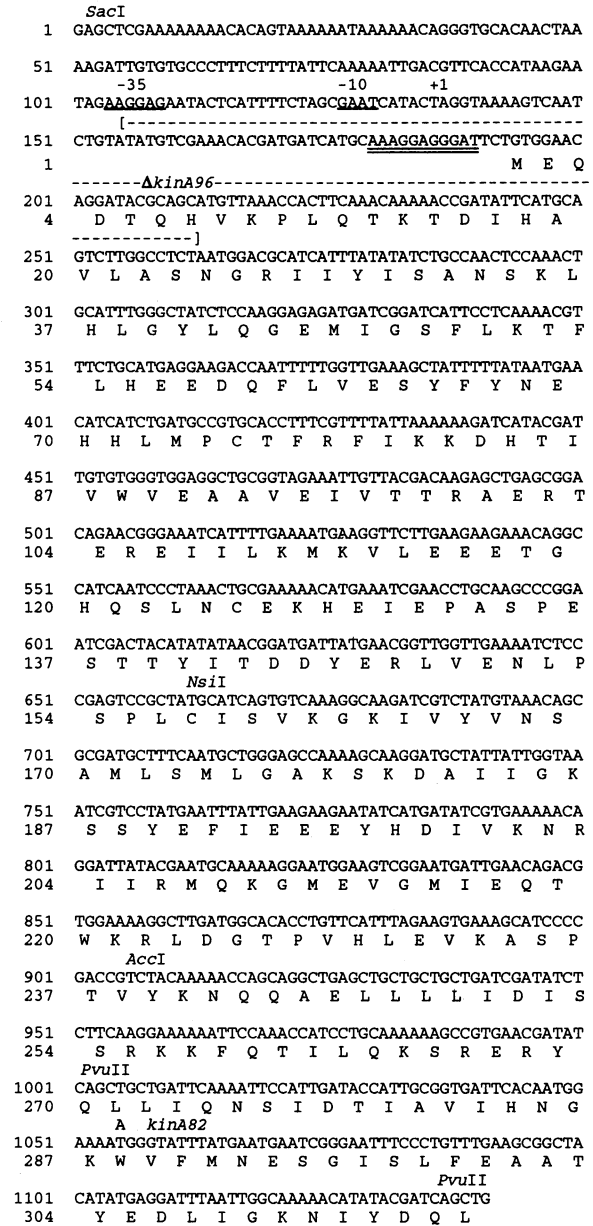 SacI
1 GAGCTCGAAAAAAAACACAGTAAAAAATAAAAAACAGGGTGCACAACTAA
51 AAGATTGTGTGCCCTTTCTTTTATTCAAAAATTGACGTTCACCATAAGAA
-35 -10 +1
101 TAGAAGGAGAATACTCATTTTCTAGCGAATCATACTAGGTAAAAGTCAAT
[---------------------------------------------
151 CTGTATATGTCGAAACACGATGATCATGCAAAGGAGGGATTCTGTGGAAC
1 M E Q
-------ΔkinA96---------------------------------
201 AGGATACGCAGCATGTTAAACCACTTCAAACAAAAACCGATATTCATGCA
4 D T Q H V K P L Q T K T D I H A
------------]
251 GTCTTGGCCTCTAATGGACGCATCATTTATATATCTGCCAACTCCAAACT
20 V L A S N G R I I Y I S A N S K L
301 GCATTTGGGCTATCTCCAAGGAGAGATGATCGGATCATTCCTCAAAACGT
37 H L G Y L Q G E M I G S F L K T F
351 TTCTGCATGAGGAAGACCAATTTTTGGTTGAAAGCTATTTTTATAATGAA
54 L H E E D Q F L V E S Y F Y N E
401 CATCATCTGATGCCGTGCACCTTTCGTTTTATTAAAAAAGATCATACGAT
70 H H L M P C T F R F I K K D H T I
451 TGTGTGGGTGGAGGCTGCGGTAGAAATTGTTACGACAAGAGCTGAGCGGA
87 V W V E A A V E I V T T R A E R T
501 CAGAACGGGAAATCATTTTGAAAATGAAGGTTCTTGAAGAAGAAACAGGC
104 E R E I I L K M K V L E E E T G
551 CATCAATCCCTAAACTGCGAAAAACATGAAATCGAACCTGCAAGCCCGGA
120 H Q S L N C E K H E I E P A S P E
601 ATCGACTACATATATAACGGATGATTATGAACGGTTGGTTGAAAATCTCC
137 S T T Y I T D D Y E R L V E N L P
NsiI
651 CGAGTCCGCTATGCATCAGTGTCAAAGGCAAGATCGTCTATGTAAACAGC
154 S P L C I S V K G K I V Y V N S
701 GCGATGCTTTCAATGCTGGGAGCCAAAAGCAAGGATGCTATTATTGGTAA
170 A M L S M L G A K S K D A I I G K
751 ATCGTCCTATGAATTTATTGAAGAAGAATATCATGATATCGTGAAAAACA
187 S S Y E F I E E E Y H D I V K N R
801 GGATTATACGAATGCAAAAAGGAATGGAAGTCGGAATGATTGAACAGACG
204 I I R M Q K G M E V G M I E Q T
851 TGGAAAAGGCTTGATGGCACACCTGTTCATTTAGAAGTGAAAGCATCCCC
220 W K R L D G T P V H L E V K A S P
AccI
901 GACCGTCTACAAAAACCAGCAGGCTGAGCTGCTGCTGCTGATCGATATCT
237 T V Y K N Q Q A E L L L L I D I S
951 CTTCAAGGAAAAAATTCCAAACCATCCTGCAAAAAAGCCGTGAACGATAT
254 S R K K F Q T I L Q K S R E R Y
PvuII
1001 CAGCTGCTGATTCAAAATTCCATTGATACCATTGCGGTGATTCACAATGG
270 Q L L I Q N S I D T I A V I H N G
A kinA82
1051 AAAATGGGTATTTATGAATGAATCGGGAATTTCCCTGTTTGAAGCGGCTA
287 K W V F M N E S G I S L F E A A T
PvuII
1101 CATATGAGGATTTAATTGGCAAAAACATATACGATCAGCTG
304 Y E D L I G K N I Y D Q L